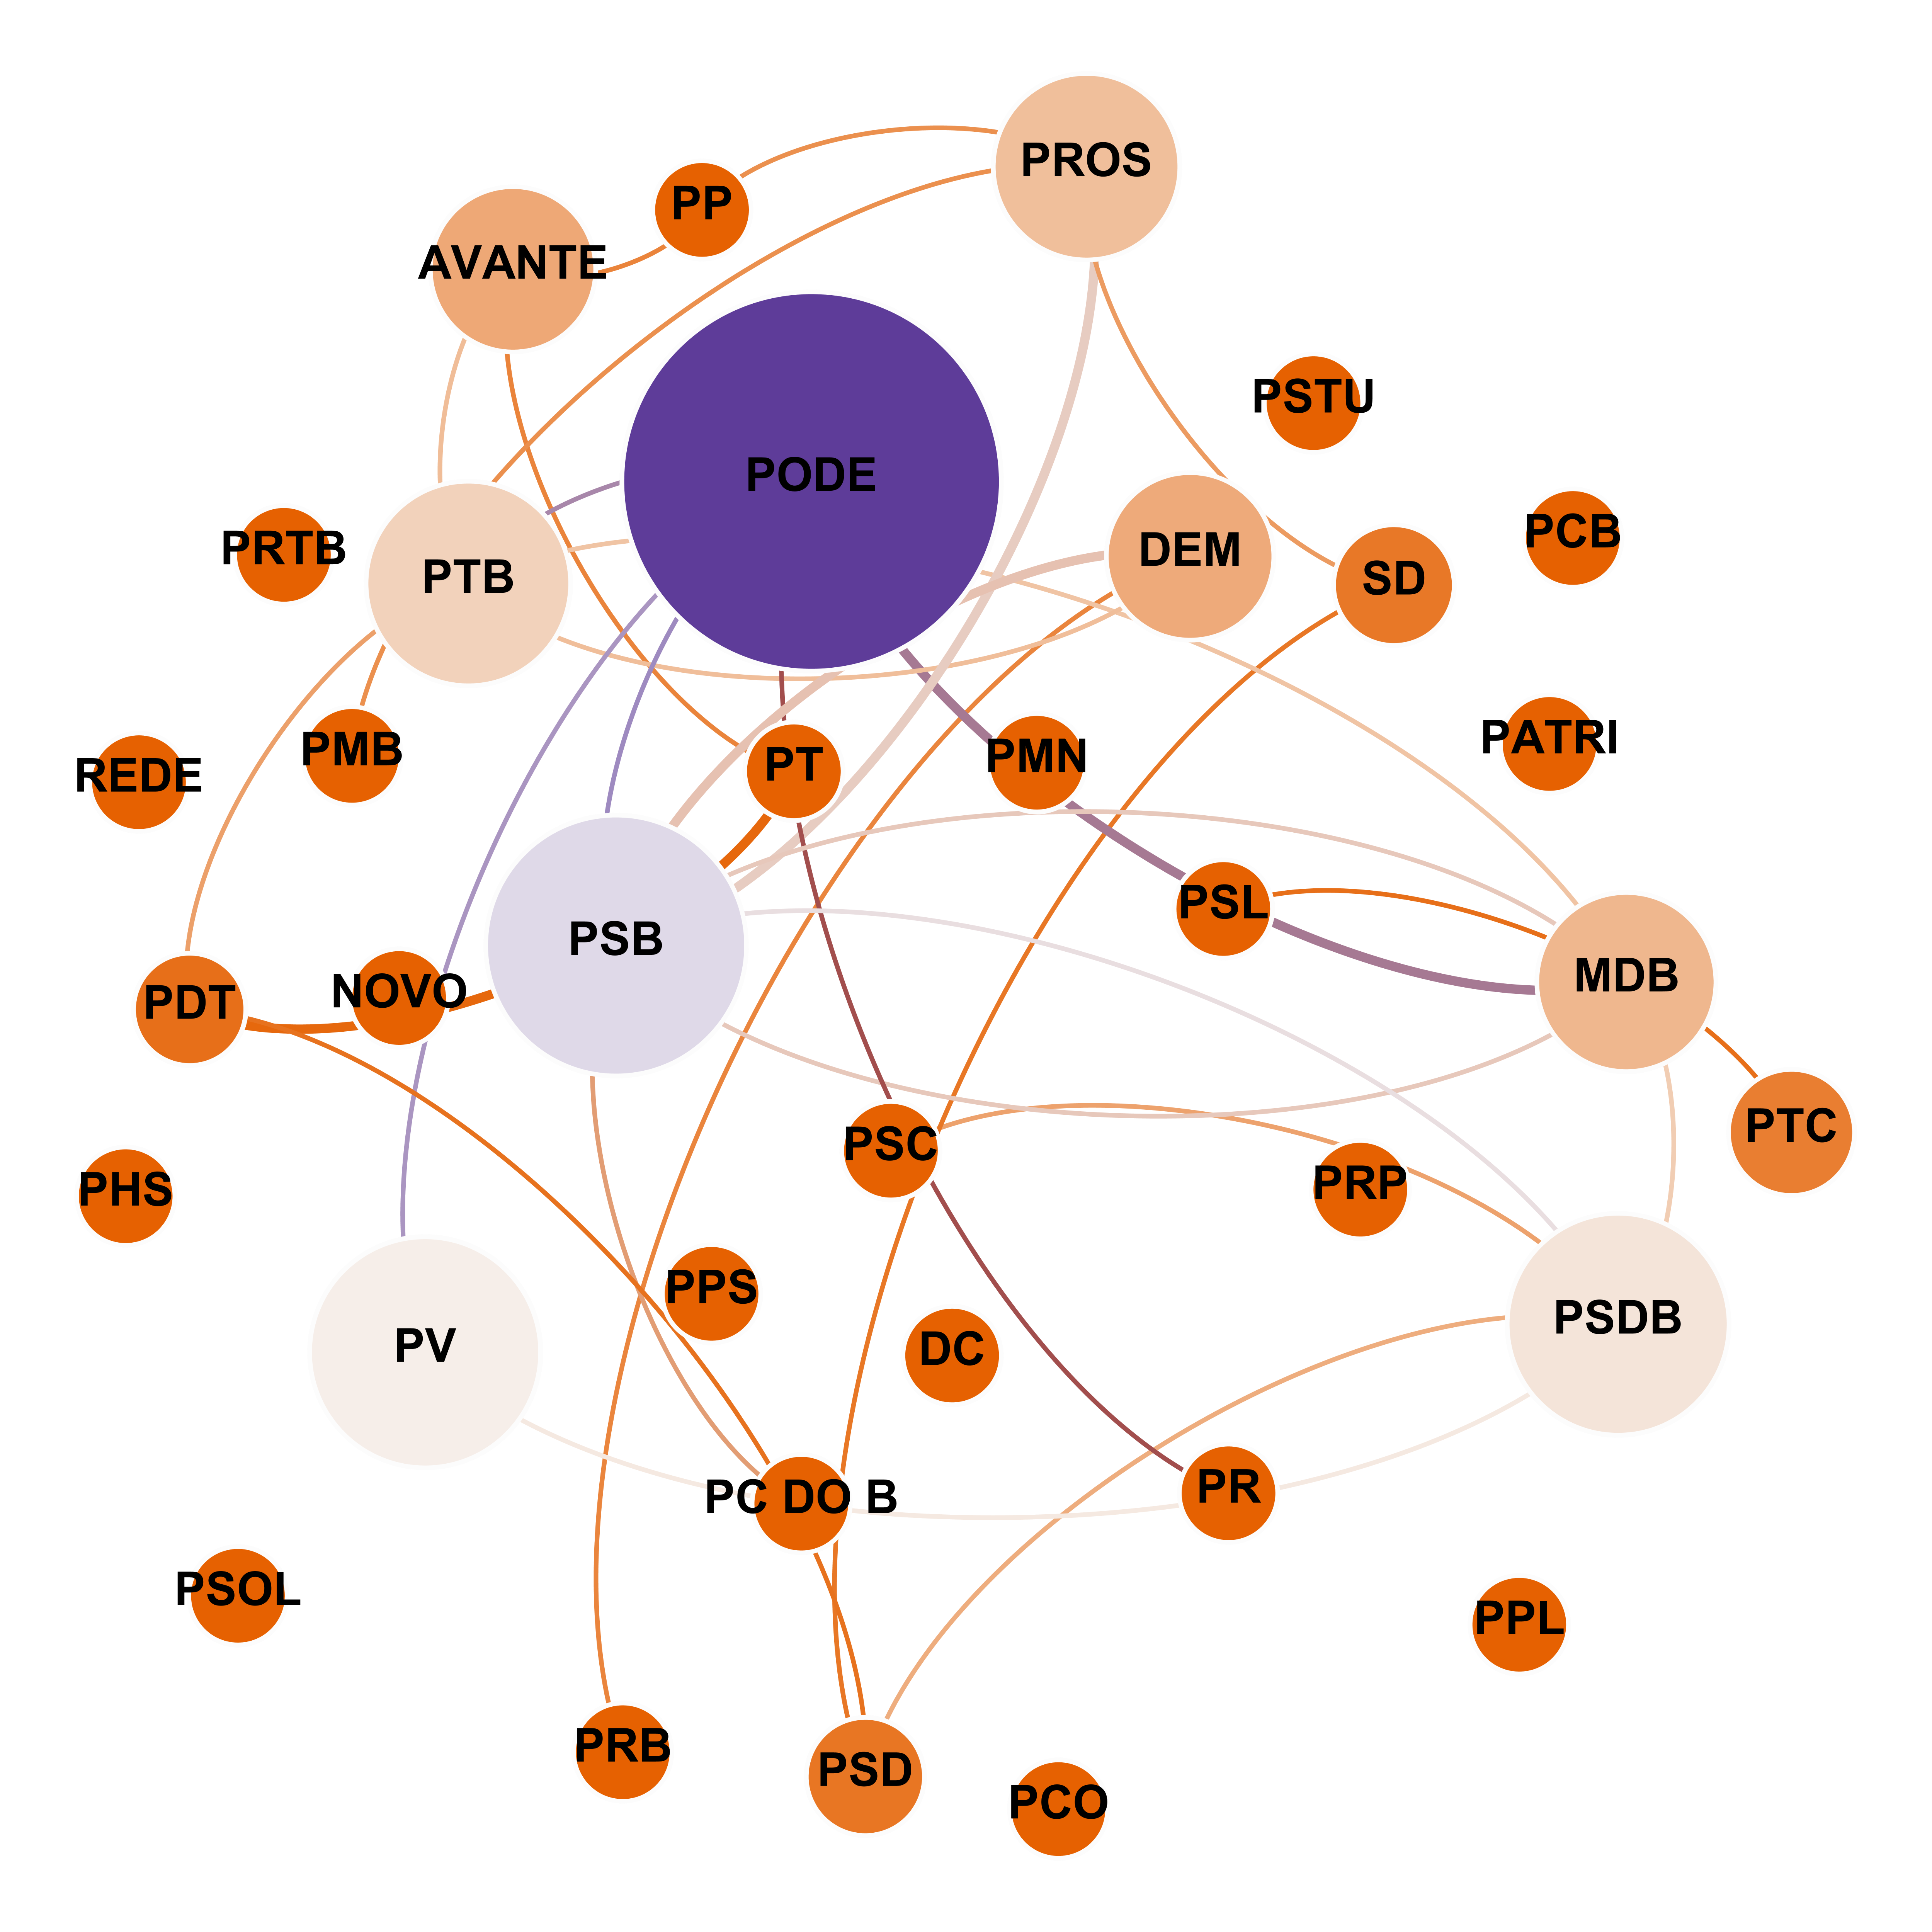 PROS
PP
AVANTE
PSTU
PODE
PCB
PRTB
DEM
PTB
SD
PATRI
PMB
PT
PMN
REDE
PSL
PSB
MDB
NOVO
PDT
PTC
PSC
PRP
PHS
PPS
PSDB
PV
DC
PR
PC DO B
PSOL
PPL
PRB
PSD
PCO